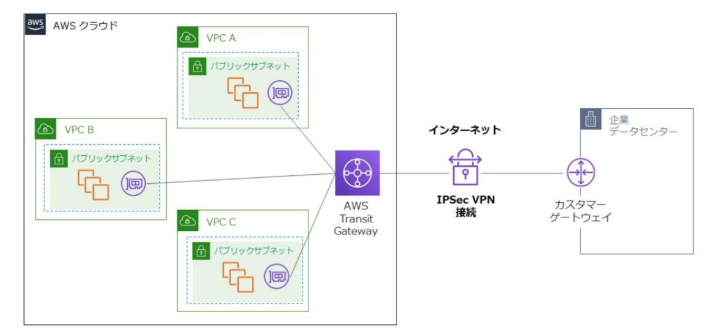 aws
AWS クラウド
VPC A
パブリックサブネット
VPC B
パブリックサブネット
VPC C
パブリックサブネット
AWS
Transit
Gateway
インターネット
IPSec VPN
接続
企業
データセンター
カスタマー
ゲートウェイ